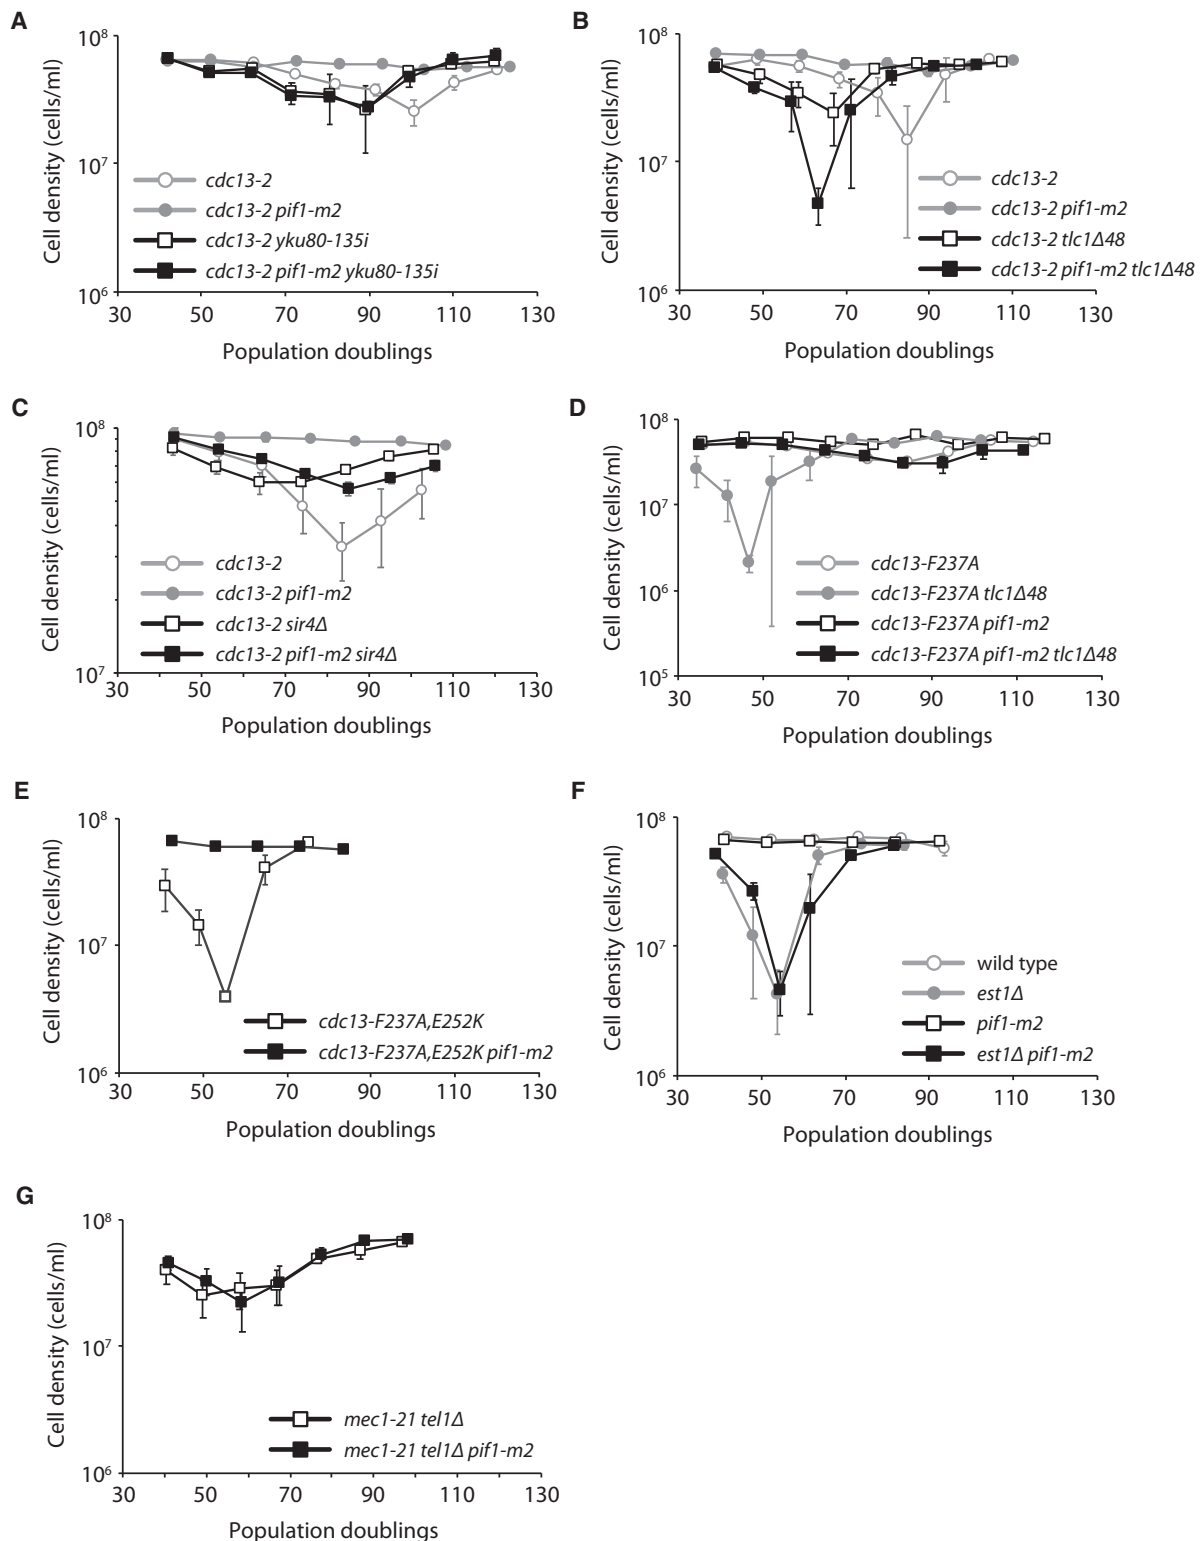 A
Cell density (cells/ml)
10⁸
10⁷
10⁶
cdc13-2
cdc13-2 pif1-m2
cdc13-2 yku80-135i
cdc13-2 pif1-m2 yku80-135i
30 50 70 90 110 130
Population doublings
B
Cell density (cells/ml)
10⁸
10⁷
10⁶
cdc13-2
cdc13-2 pif1-m2
cdc13-2 tlc1Δ48
cdc13-2 pif1-m2 tlc1Δ48
30 50 70 90 110 130
Population doublings
C
Cell density (cells/ml)
10⁸
10⁷
cdc13-2
cdc13-2 pif1-m2
cdc13-2 sir4Δ
cdc13-2 pif1-m2 sir4Δ
30 50 70 90 110 130
Population doublings
D
Cell density (cells/ml)
10⁸
10⁷
10⁶
10⁵
cdc13-F237A
cdc13-F237A tlc1Δ48
cdc13-F237A pif1-m2
cdc13-F237A pif1-m2 tlc1Δ48
30 50 70 90 110 130
Population doublings
E
Cell density (cells/ml)
10⁸
10⁷
10⁶
cdc13-F237A,E252K
cdc13-F237A,E252K pif1-m2
30 50 70 90 110 130
Population doublings
F
Cell density (cells/ml)
10⁸
10⁷
10⁶
wild type
est1Δ
pif1-m2
est1Δ pif1-m2
30 50 70 90 110 130
Population doublings
G
Cell density (cells/ml)
10⁸
10⁷
10⁶
mec1-21 tel1Δ
mec1-21 tel1Δ pif1-m2
30 50 70 90 110 130
Population doublings